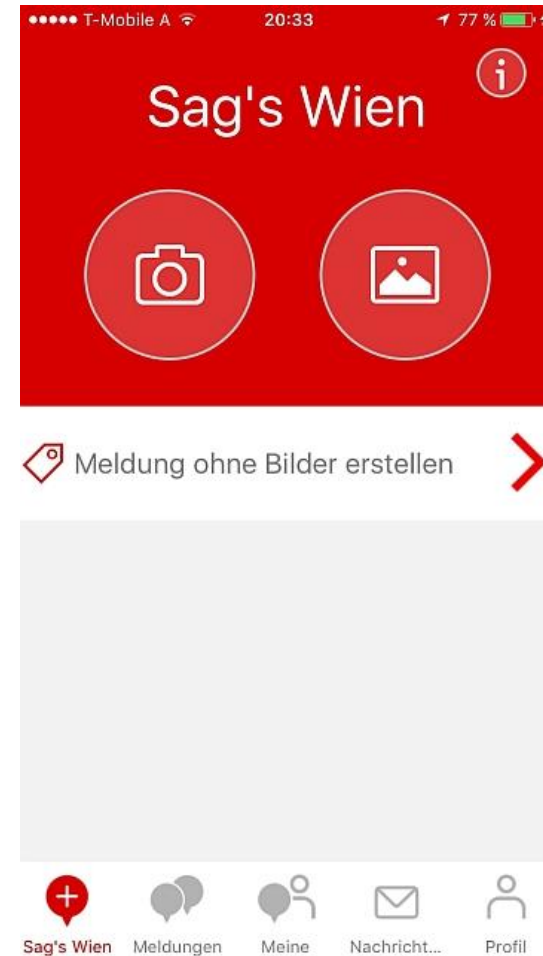 T-Mobile A 20:33 77 %
Sag's Wien
Meldung ohne Bilder erstellen
Sag's Wien Meldungen Meine Nachricht... Profil